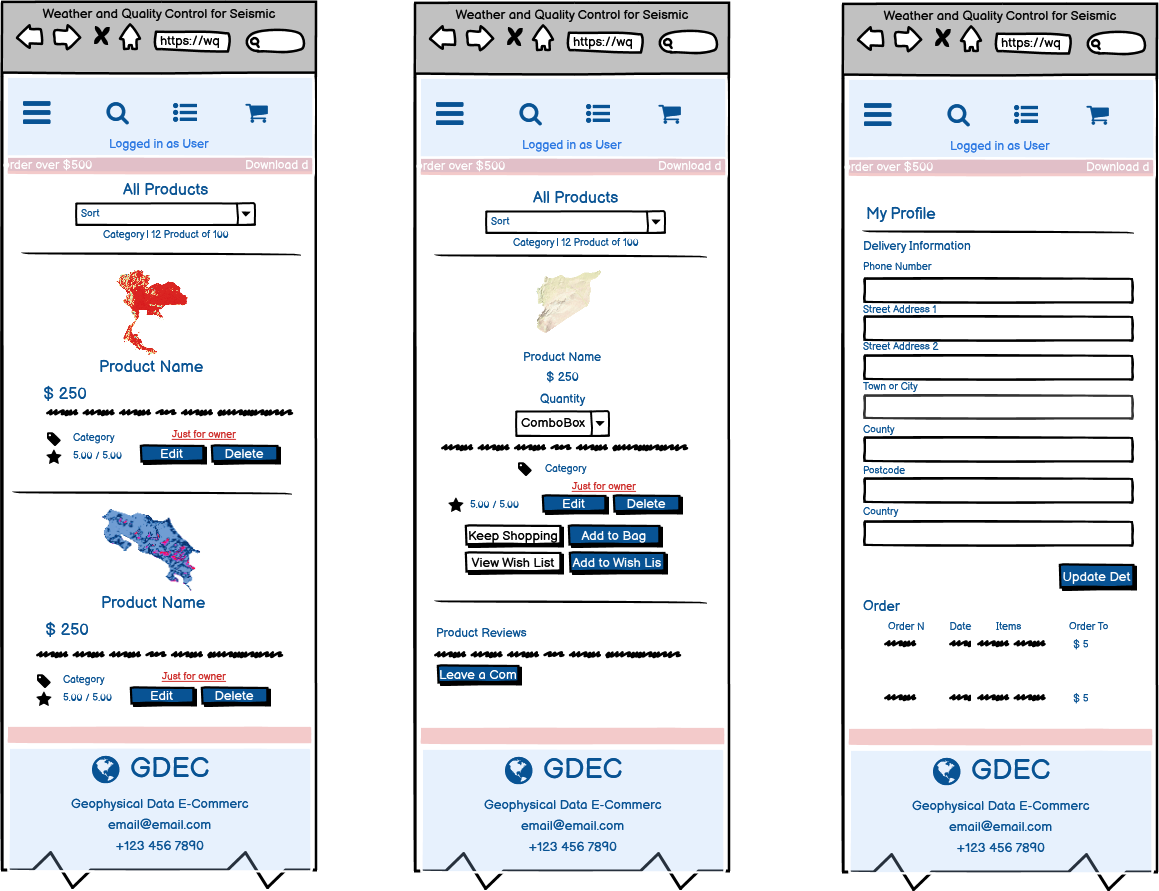 Weather and Quality Control for Seismic
https://wq
Logged in as User
order over $500 Download d
All Products
Sort
Category | 12 Product of 100
Product Name
$ 250
Category
Just for owner
5.00 / 5.00
Edit Delete
Product Name
$ 250
Category
Just for owner
5.00 / 5.00
Edit Delete
GDEC
Geophysical Data E-Commerc
email@email.com
+123 456 7890
Weather and Quality Control for Seismic
https://wq
Logged in as User
order over $500 Download d
All Products
Sort
Category | 12 Product of 100
Product Name
$ 250
Quantity
ComboBox
Category
Just for owner
5.00 / 5.00 Edit Delete
Keep Shopping Add to Bag
View Wish List Add to Wish Lis
Product Reviews
Leave a Com
GDEC
Geophysical Data E-Commerc
email@email.com
+123 456 7890
Weather and Quality Control for Seismic
https://wq
Logged in as User
order over $500 Download d
My Profile
Delivery Information
Phone Number
Street Address 1
Street Address 2
Town or City
County
Postcode
Country
Update Det
Order
Order N Date Items Order To
$ 5
$ 5
GDEC
Geophysical Data E-Commerc
email@email.com
+123 456 7890